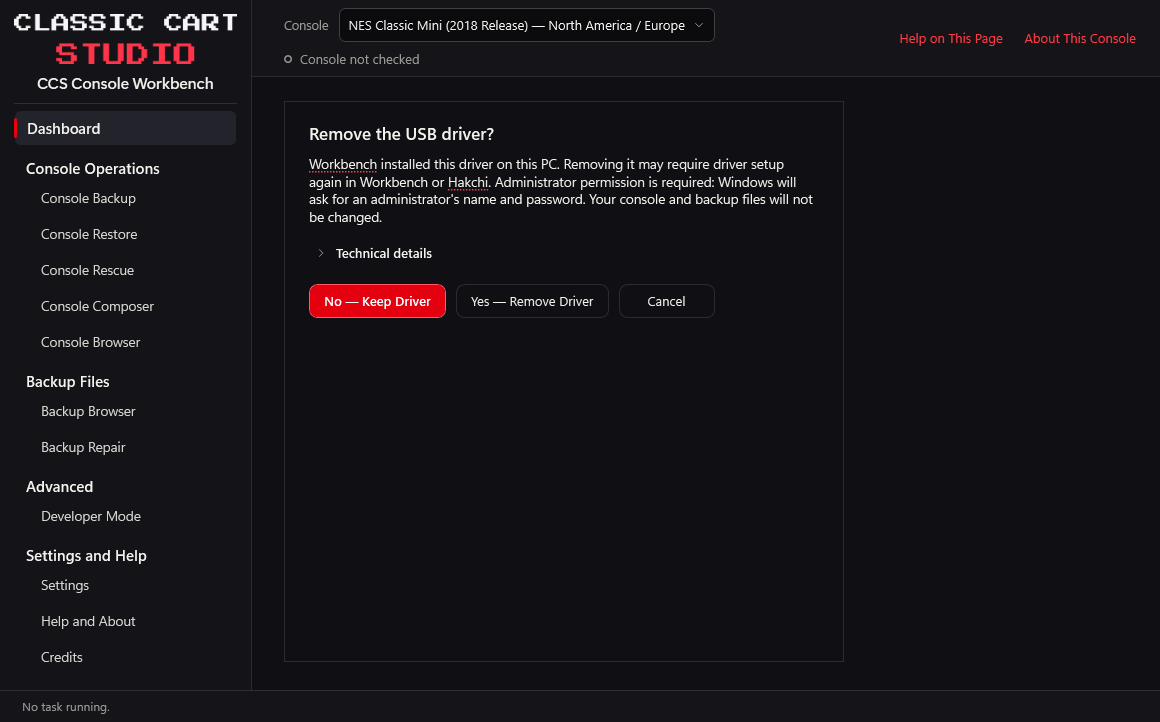 CLASSIC CART
STUDIO
CCS Console Workbench
Dashboard
Console Operations
Console Backup
Console Restore
Console Rescue
Console Composer
Console Browser
Backup Files
Backup Browser
Backup Repair
Advanced
Developer Mode
Settings and Help
Settings
Help and About
Credits
Console
NES Classic Mini (2018 Release) — North America / Europe
Console not checked
Help on This Page
About This Console
Remove the USB driver?
Workbench installed this driver on this PC. Removing it may require driver setup
again in Workbench or Hakchi. Administrator permission is required: Windows will
ask for an administrator's name and password. Your console and backup files will not
be changed.
Technical details
No — Keep Driver
Yes — Remove Driver
Cancel
No task running.